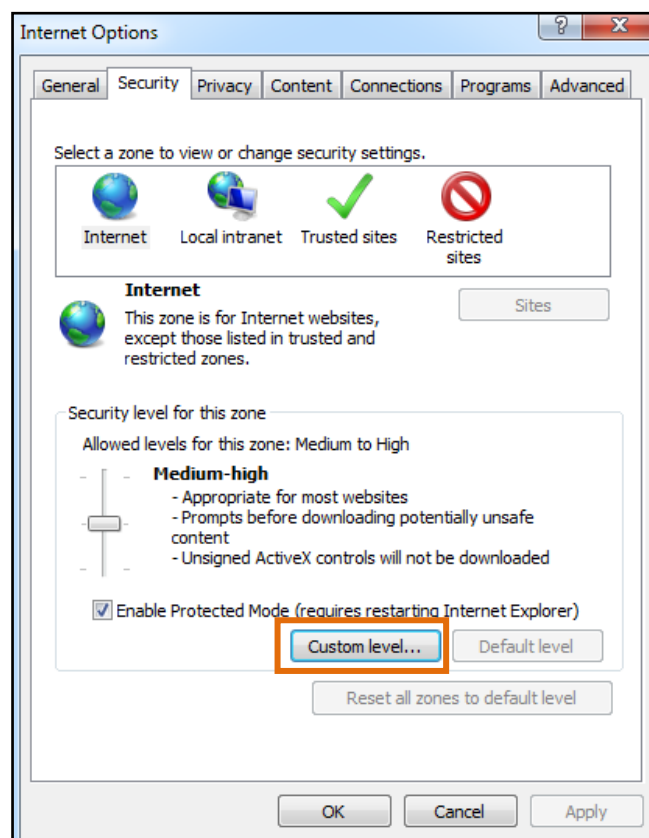 Internet Options
?
X
General Security Privacy Content Connections Programs Advanced
Select a zone to view or change security settings.
Internet Local intranet Trusted sites Restricted
sites
Internet
Sites
This zone is for Internet websites,
except those listed in trusted and
restricted zones.
Security level for this zone
Allowed levels for this zone: Medium to High
Medium-high
- Appropriate for most websites
- Prompts before downloading potentially unsafe
content
- Unsigned ActiveX controls will not be downloaded
Enable Protected Mode (requires restarting Internet Explorer)
Custom level... Default level
Reset all zones to default level
OK Cancel Apply